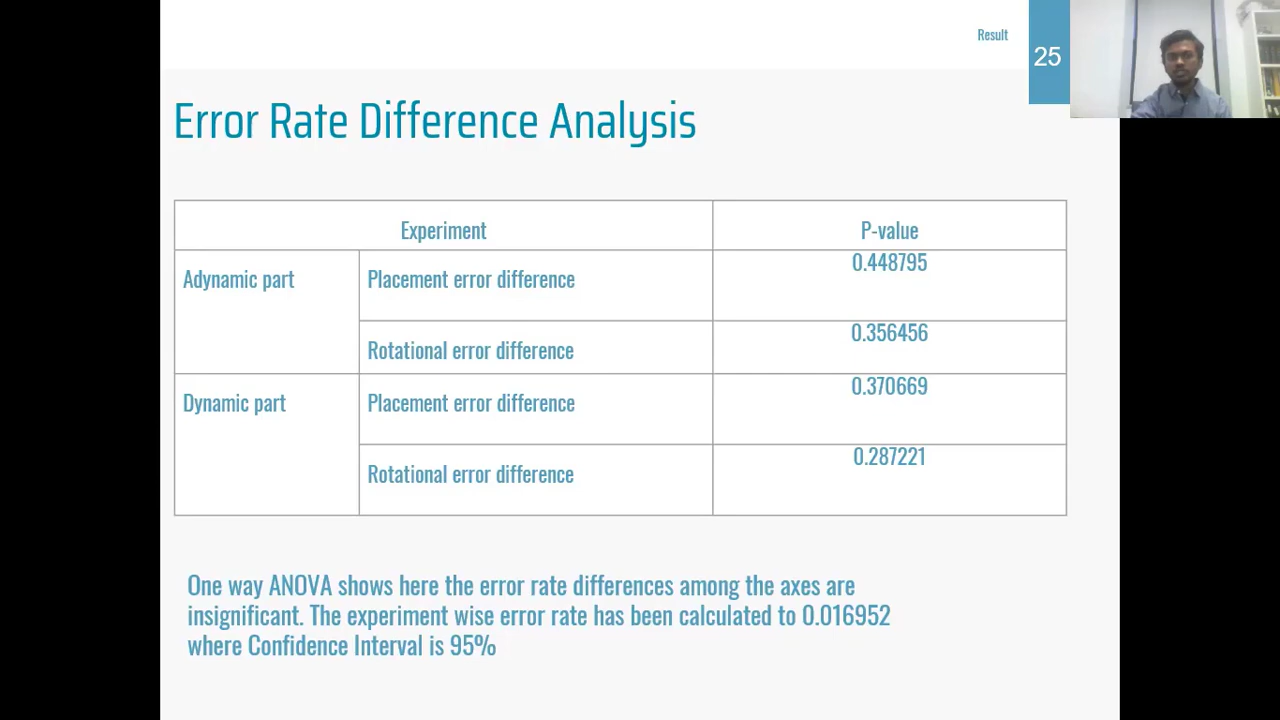 Result
25
Error Rate Difference Analysis
Experiment P-value
Adynamic part Placement error difference 0.448795
Rotational error difference 0.356456
Dynamic part Placement error difference 0.370669
Rotational error difference 0.287221
One way ANOVA shows here the error rate differences among the axes are
insignificant. The experiment wise error rate has been calculated to 0.016952
where Confidence Interval is 95%